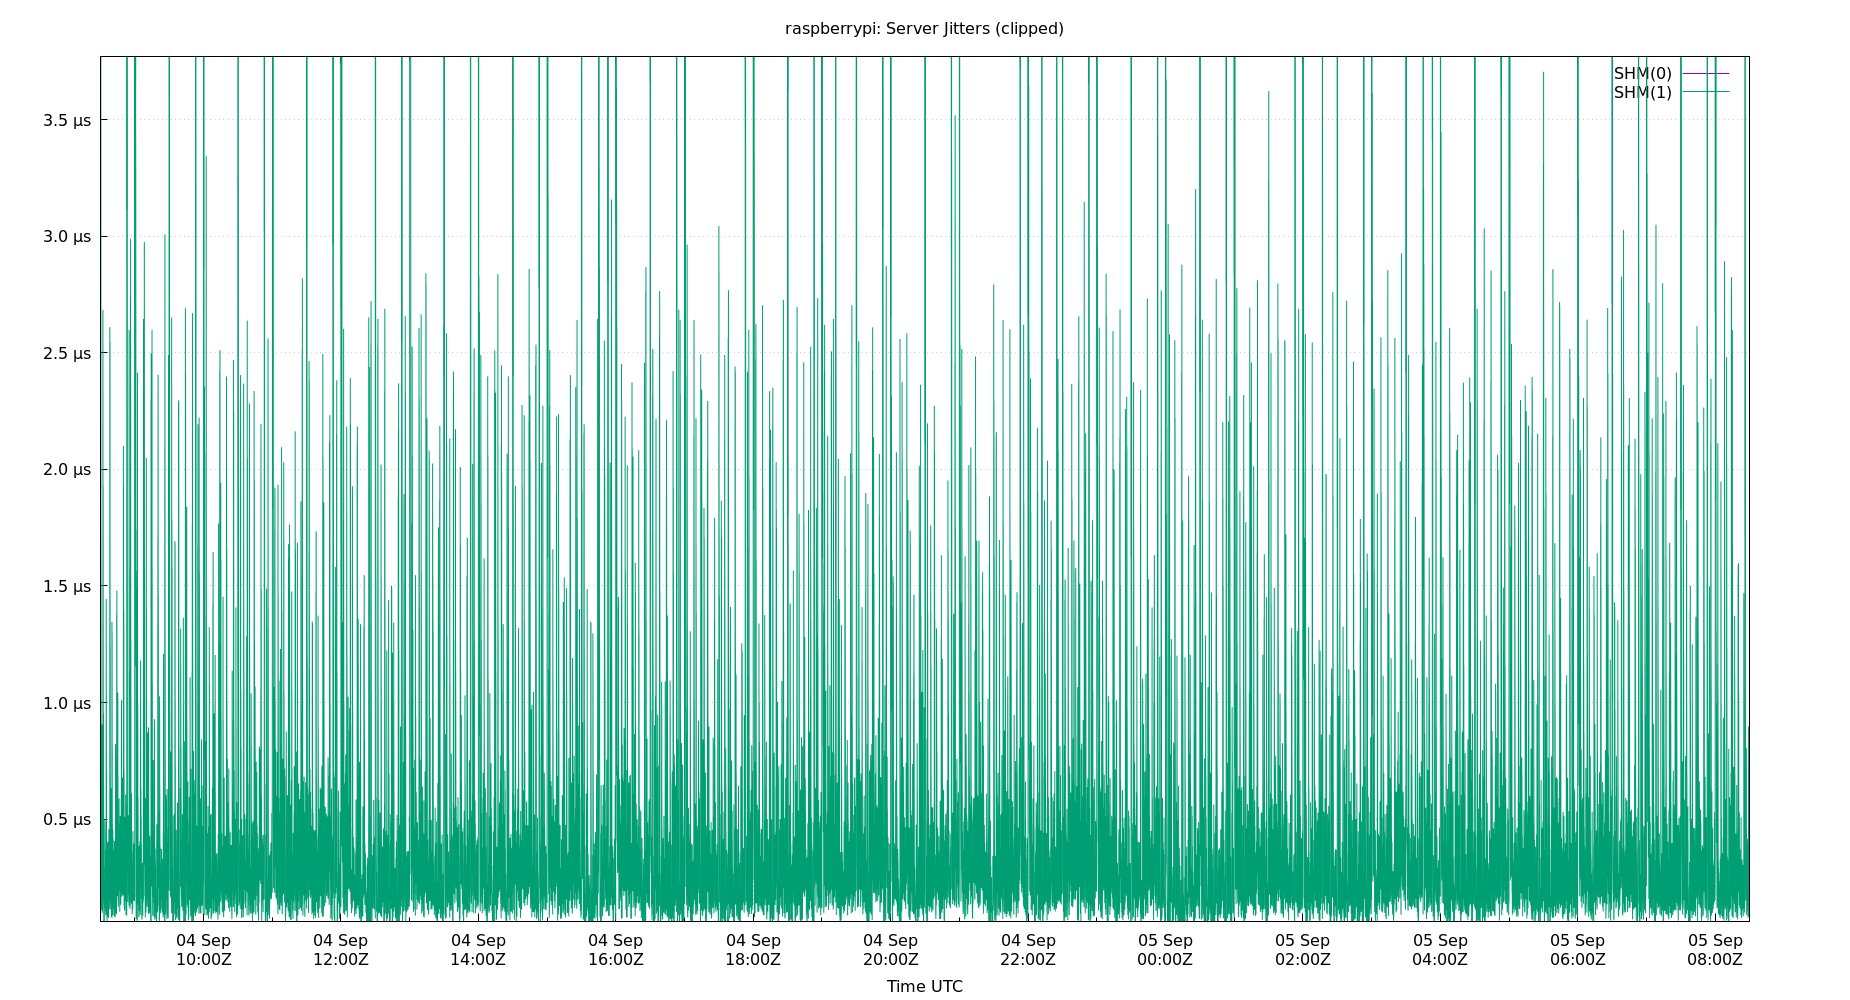 raspberrypi: Server Jitters (clipped)
SHM(0)
SHM(1)
3.5 µs
3.0 µs
2.5 µs
2.0 µs
1.5 µs
1.0 µs
0.5 µs
04 Sep 04 Sep 04 Sep 04 Sep 04 Sep 04 Sep 04 Sep 05 Sep 05 Sep 05 Sep 05 Sep 05 Sep
10:00Z 12:00Z 14:00Z 16:00Z 18:00Z 20:00Z 22:00Z 00:00Z 02:00Z 04:00Z 06:00Z 08:00Z
Time UTC